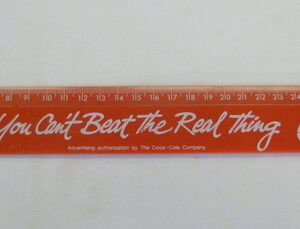 8 9 10 11 12 13 14 15 16 17 18 19 20 21 22 23
You Can't Beat The Real Thing
Advertising authorization by The Coca-Cola Company